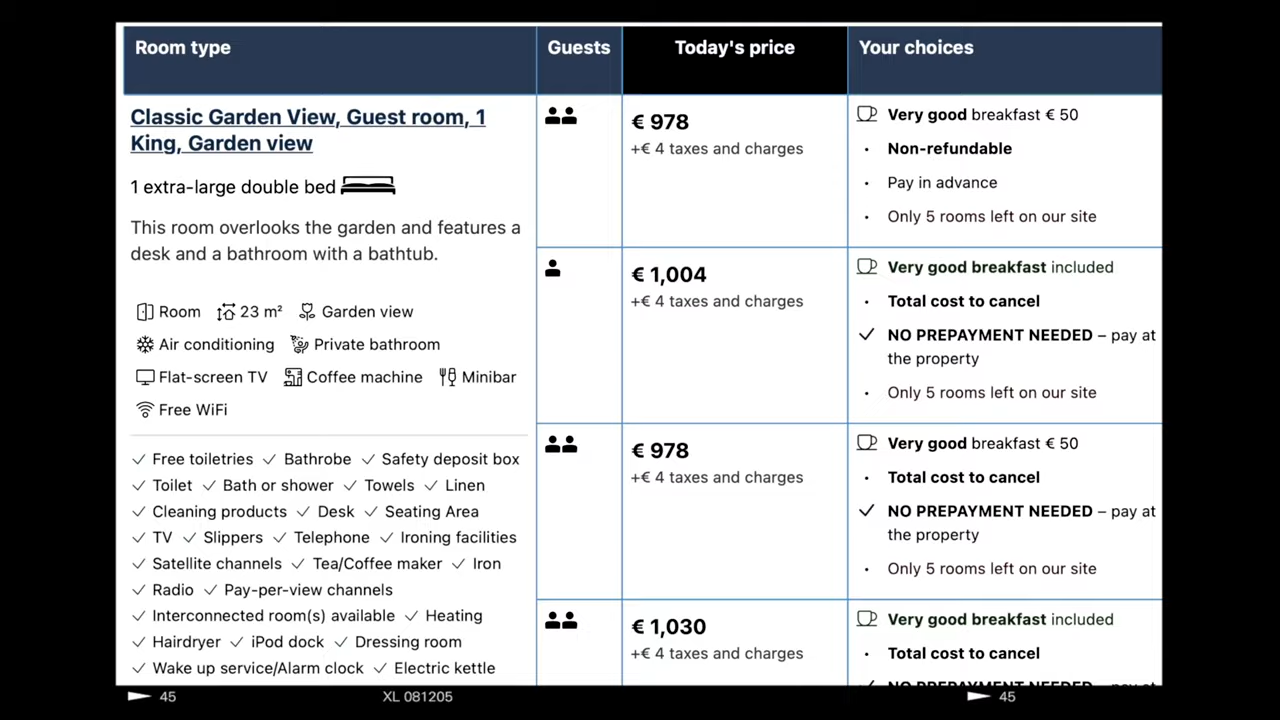 Room type
Guests
Today's price
Your choices
Classic Garden View, Guest room, 1
King, Garden view
1 extra-large double bed
This room overlooks the garden and features a
desk and a bathroom with a bathtub.
Room 23 m² Garden view
Air conditioning Private bathroom
Flat-screen TV Coffee machine Minibar
Free WiFi
Free toiletries Bathrobe Safety deposit box
Toilet Bath or shower Towels Linen
Cleaning products Desk Seating Area
TV Slippers Telephone Ironing facilities
Satellite channels Tea/Coffee maker Iron
Radio Pay-per-view channels
Interconnected room(s) available Heating
Hairdryer iPod dock Dressing room
Wake up service/Alarm clock Electric kettle
€ 978
+€ 4 taxes and charges
Very good breakfast € 50
• Non-refundable
• Pay in advance
• Only 5 rooms left on our site
€ 1,004
+€ 4 taxes and charges
Very good breakfast included
• Total cost to cancel
NO PREPAYMENT NEEDED – pay at
the property
• Only 5 rooms left on our site
€ 978
+€ 4 taxes and charges
Very good breakfast € 50
• Total cost to cancel
NO PREPAYMENT NEEDED – pay at
the property
• Only 5 rooms left on our site
€ 1,030
+€ 4 taxes and charges
Very good breakfast included
• Total cost to cancel
NO PREPAYMENT NEEDED – pay at
45
XL 081205
45